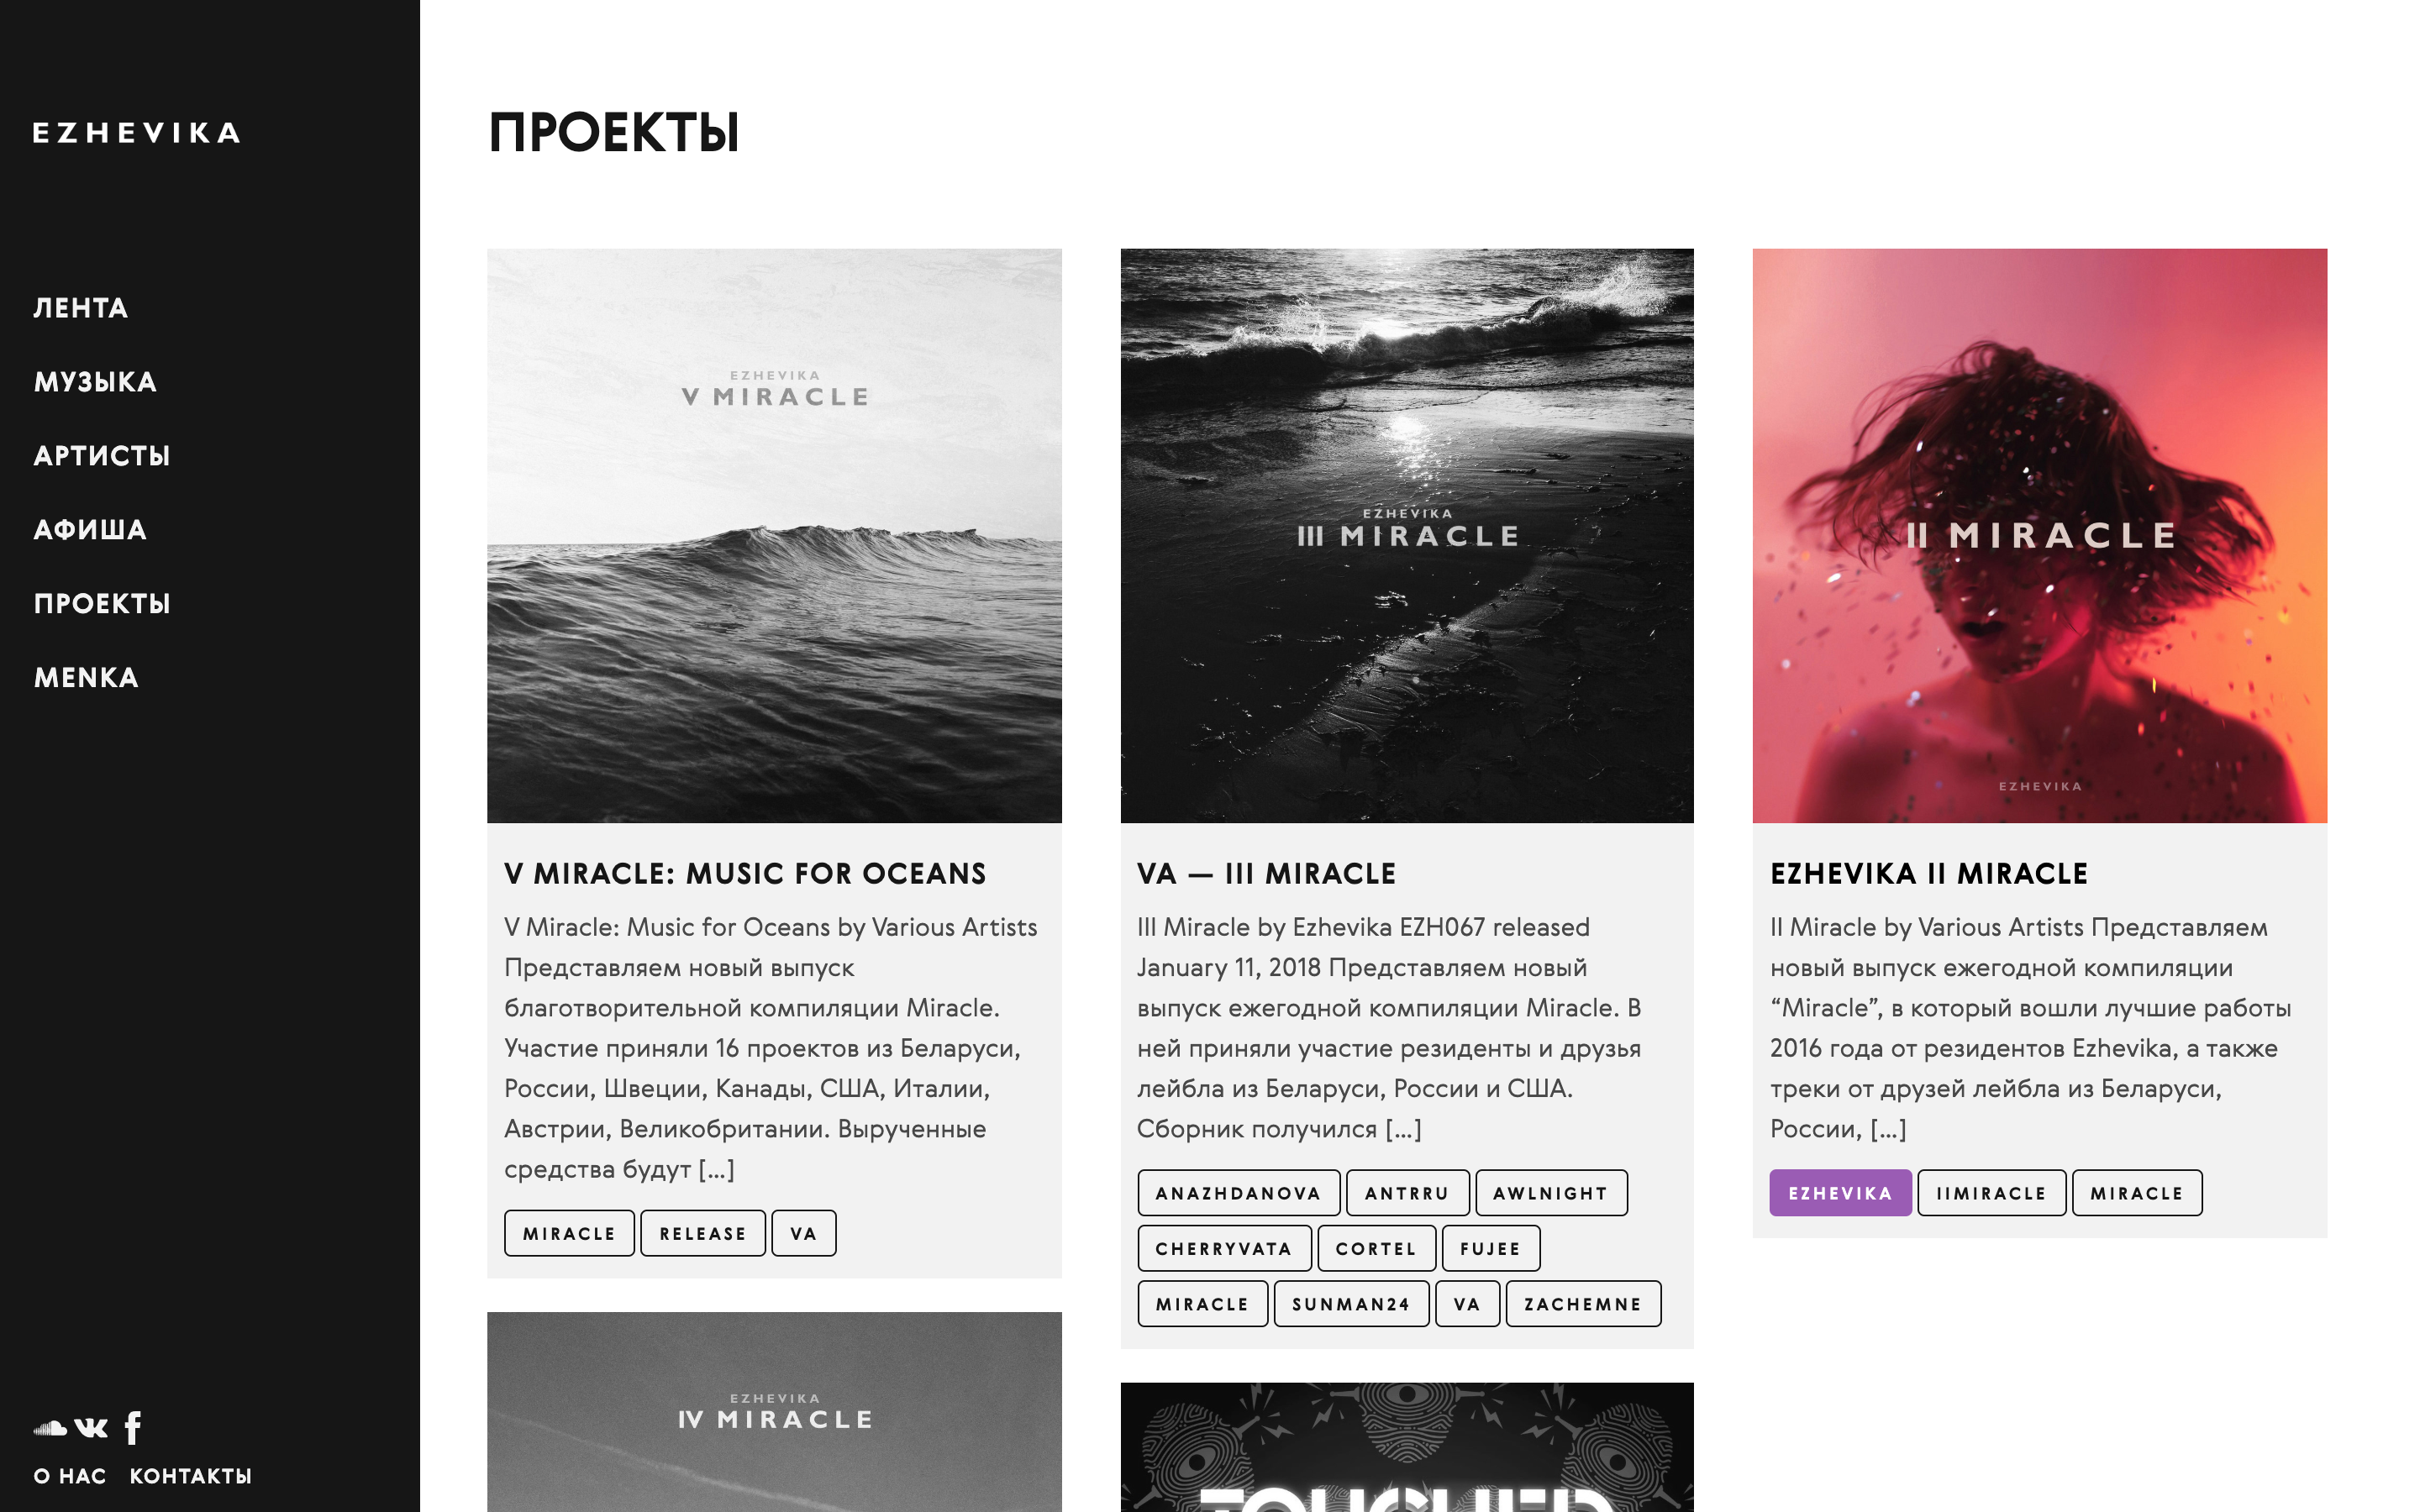 EZHEVIKA
ЛЕНТА
МУЗЫКА
АРТИСТЫ
АФИША
ПРОЕКТЫ
MENKA
О НАС КОНТАКТЫ
ПРОЕКТЫ
EZHEVIKA
V MIRACLE
V MIRACLE: MUSIC FOR OCEANS
V Miracle: Music for Oceans by Various Artists
Представляем новый выпуск
благотворительной компиляции Miracle.
Участие приняли 16 проектов из Беларуси,
России, Швеции, Канады, США, Италии,
Австрии, Великобритании. Вырученные
средства будут [...]
MIRACLE RELEASE VA
EZHEVIKA
IV MIRACLE
EZHEVIKA
III MIRACLE
VA — III MIRACLE
III Miracle by Ezhevika EZH067 released
January 11, 2018 Представляем новый
выпуск ежегодной компиляции Miracle. В
ней приняли участие резиденты и друзья
лейбла из Беларуси, России и США.
Сборник получился [...]
ANAZHDANOVA ANTRRU AWLNIGHT
CHERRYVATA CORTEL FUJEE
MIRACLE SUNMAN24 VA ZACHEMNE
TOUCHED
II MIRACLE
EZHEVIKA
EZHEVIKA II MIRACLE
II Miracle by Various Artists Представляем
новый выпуск ежегодной компиляции
“Miracle”, в который вошли лучшие работы
2016 года от резидентов Ezhevika, а также
треки от друзей лейбла из Беларуси,
России, [...]
EZHEVIKA IIMIRACLE MIRACLE